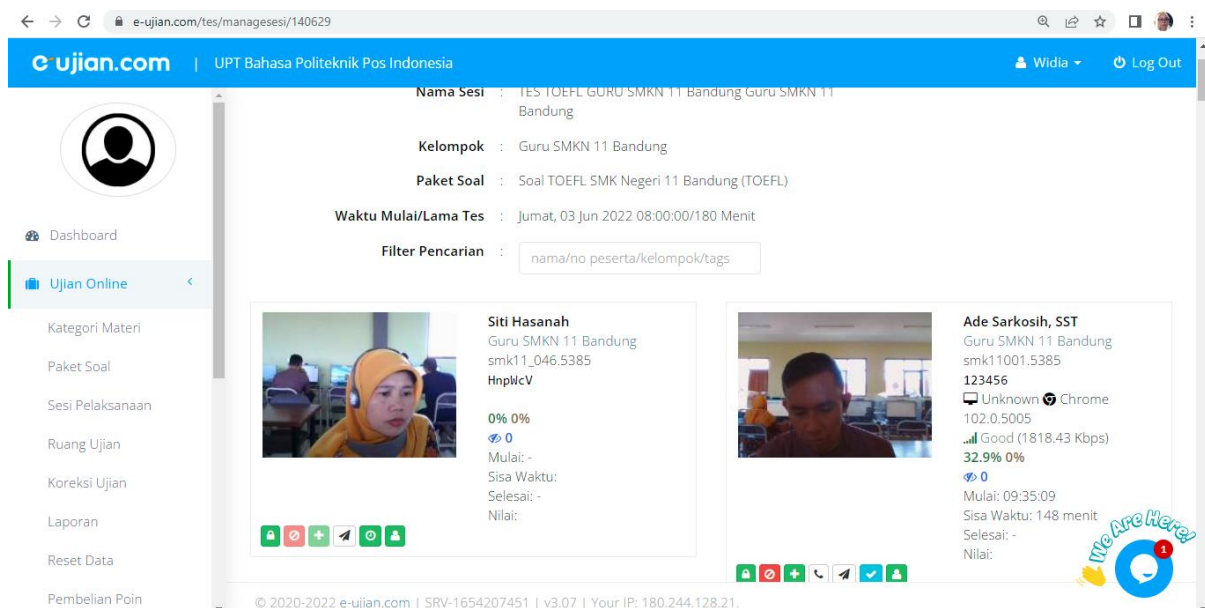 e-ujian.com/tes/managesesi/140629
e-ujian.com | UPT Bahasa Politeknik Pos Indonesia
Widia
Log Out
Dashboard
Ujian Online
Kategori Materi
Paket Soal
Sesi Pelaksanaan
Ruang Ujian
Koreksi Ujian
Laporan
Reset Data
Pembelian Poin
Nama Sesi : TES TOEFL GURU SMKN 11 Bandung Guru SMKN 11
Bandung
Kelompok : Guru SMKN 11 Bandung
Paket Soal : Soal TOEFL SMK Negeri 11 Bandung (TOEFL)
Waktu Mulai/Lama Tes : Jumat, 03 Jun 2022 08:00:00/180 Menit
Filter Pencarian : nama/no peserta/kelompok/tags
Siti Hasanah
Guru SMKN 11 Bandung
smk11_046.5385
HnpWcV
0% 0%
0
Mulai: -
Sisa Waktu:
Selesai: -
Nilai:
Ade Sarkosih, SST
Guru SMKN 11 Bandung
smk11001.5385
123456
Unknown Chrome
102.0.5005
Good (1818.43 Kbps)
32.9% 0%
0
Mulai: 09:35:09
Sisa Waktu: 148 menit
Selesai: -
Nilai:
We Are Here!
1
© 2020-2022 e-ujian.com | SRV-1654207451 | v3.07 | Your IP: 180.244.128.21.